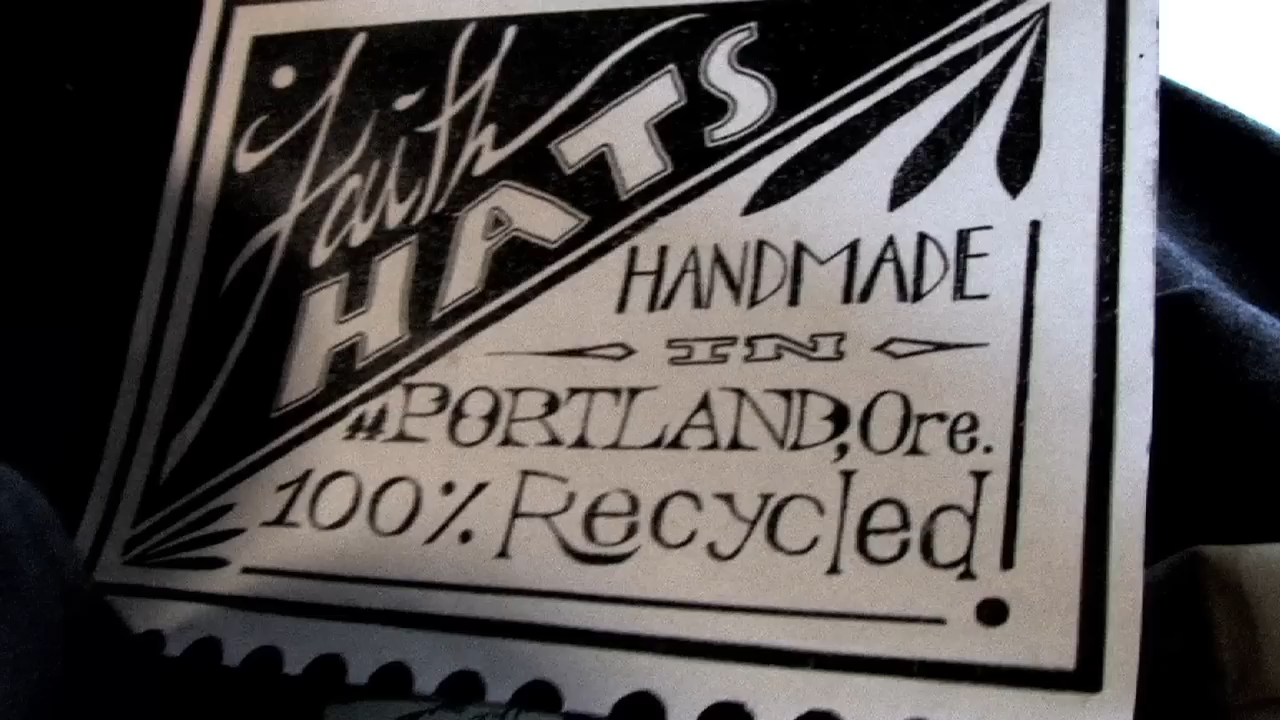 Faith
HATS
HANDMADE
IN
PORTLAND, Ore.
100% Recycled